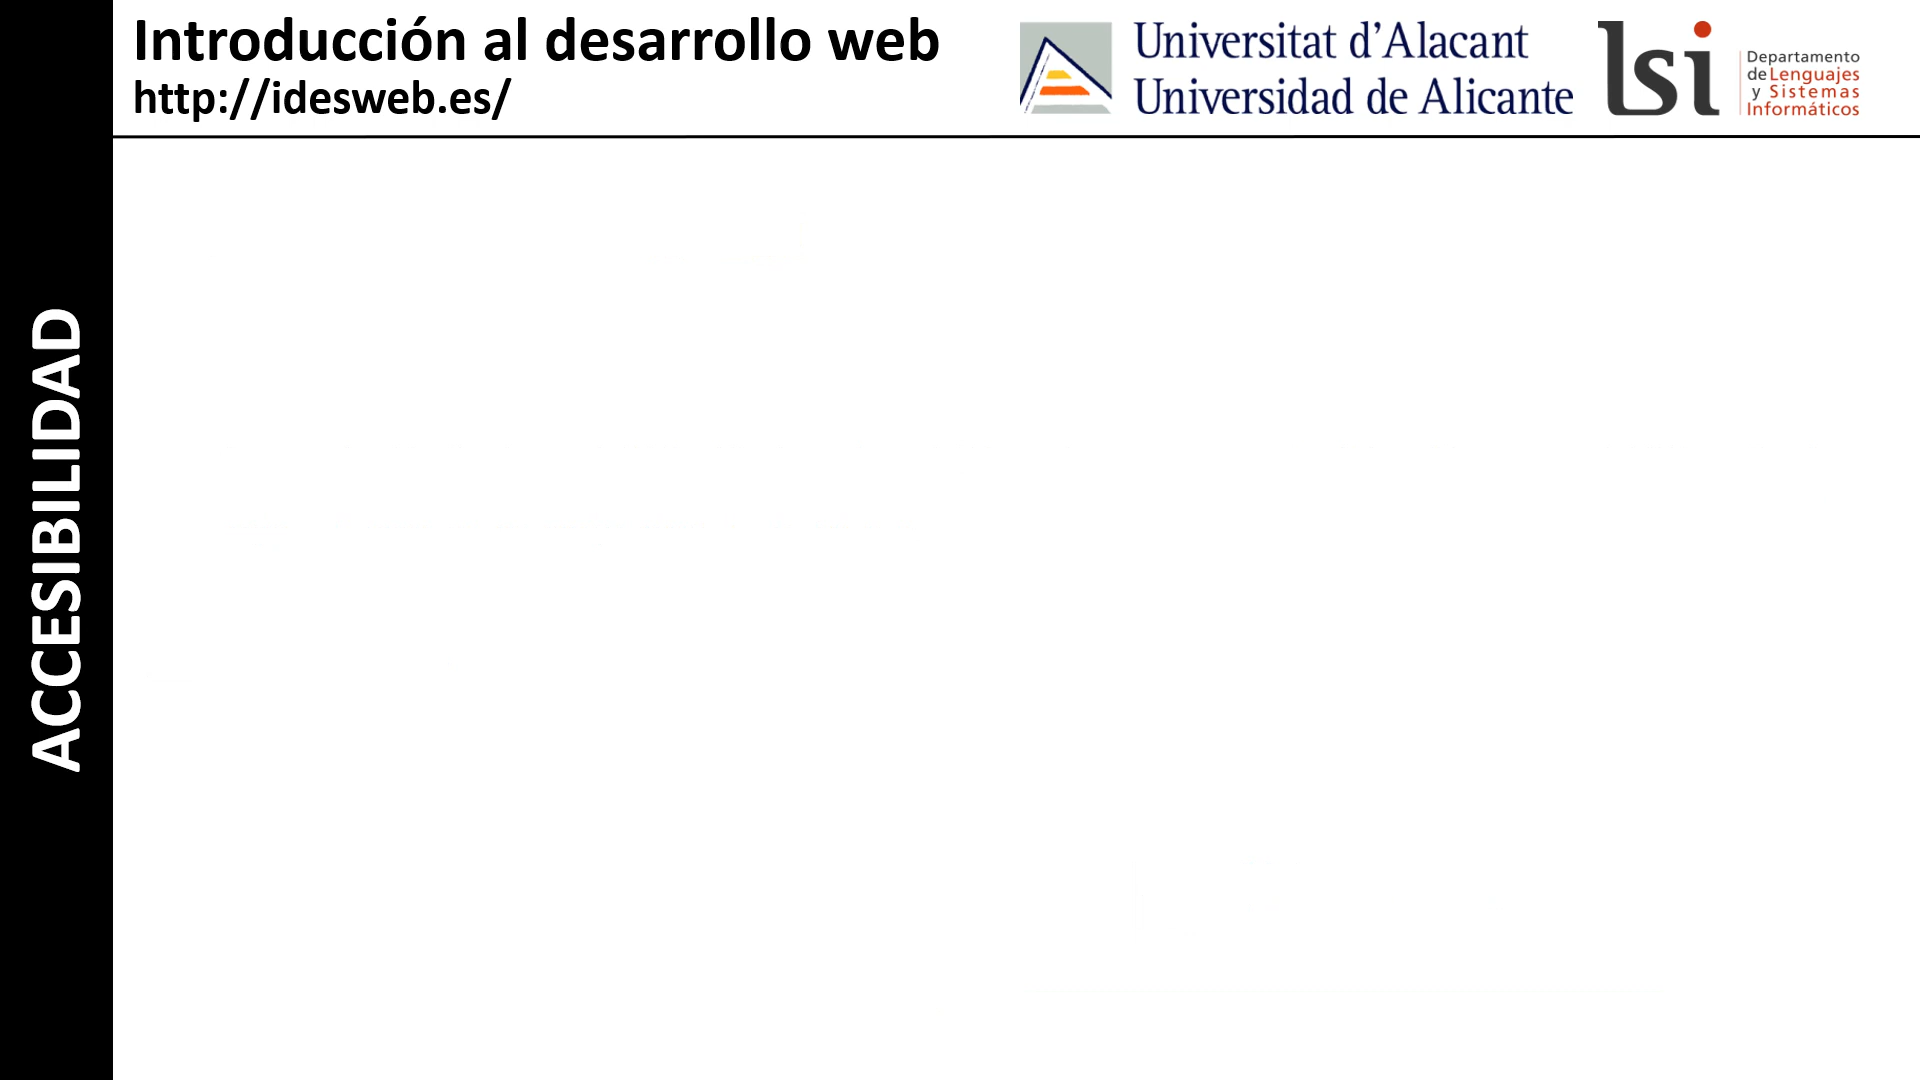 Introducción al desarrollo web
http://idesweb.es/
Universitat d’Alacant
Universidad de Alicante
lsi
Departamento
de Lenguajes
y Sistemas
Informáticos
ACCESIBILIDAD